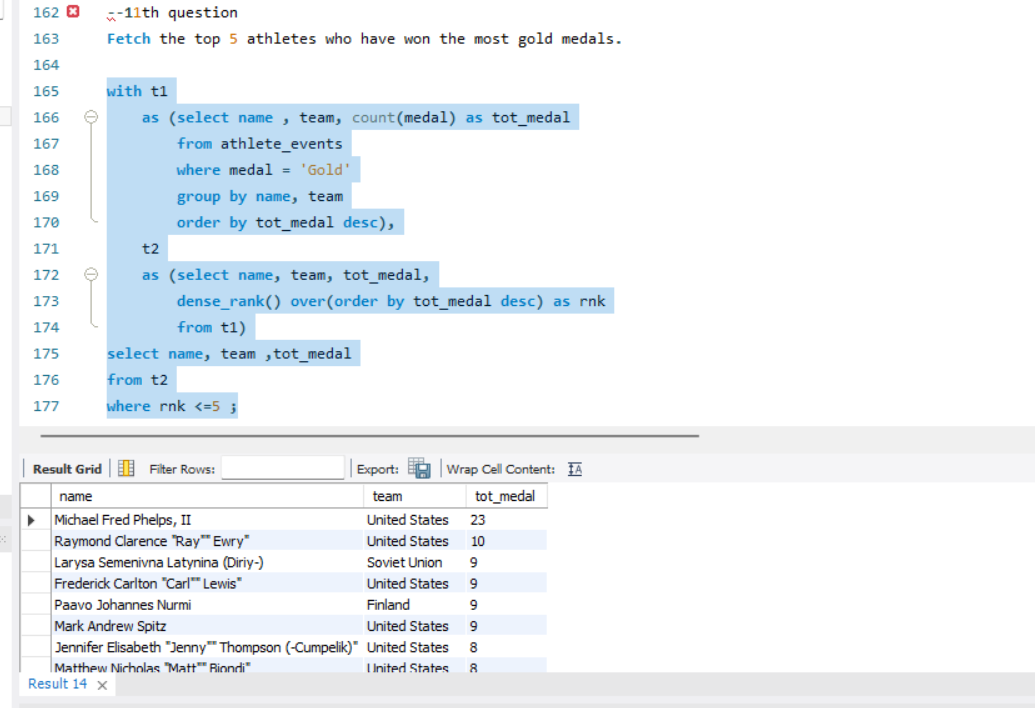 162 --11th question
163 Fetch the top 5 athletes who have won the most gold medals.
164
165 with t1
166 as (select name , team, count(medal) as tot_medal
167 from athlete_events
168 where medal = 'Gold'
169 group by name, team
170 order by tot_medal desc),
171 t2
172 as (select name, team, tot_medal,
173 dense_rank() over(order by tot_medal desc) as rnk
174 from t1)
175 select name, team ,tot_medal
176 from t2
177 where rnk <=5 ;
Result Grid Filter Rows: Export: Wrap Cell Content:
name team tot_medal
Michael Fred Phelps, II United States 23
Raymond Clarence "Ray"" Ewry" United States 10
Larysa Semenivna Latynina (Diriy-) Soviet Union 9
Frederick Carlton "Carl"" Lewis" United States 9
Paavo Johannes Nurmi Finland 9
Mark Andrew Spitz United States 9
Jennifer Elisabeth "Jenny"" Thompson (-Cumpelik)" United States 8
Matthew Nicholas "Matt"" Biondi" United States 8
Result 14